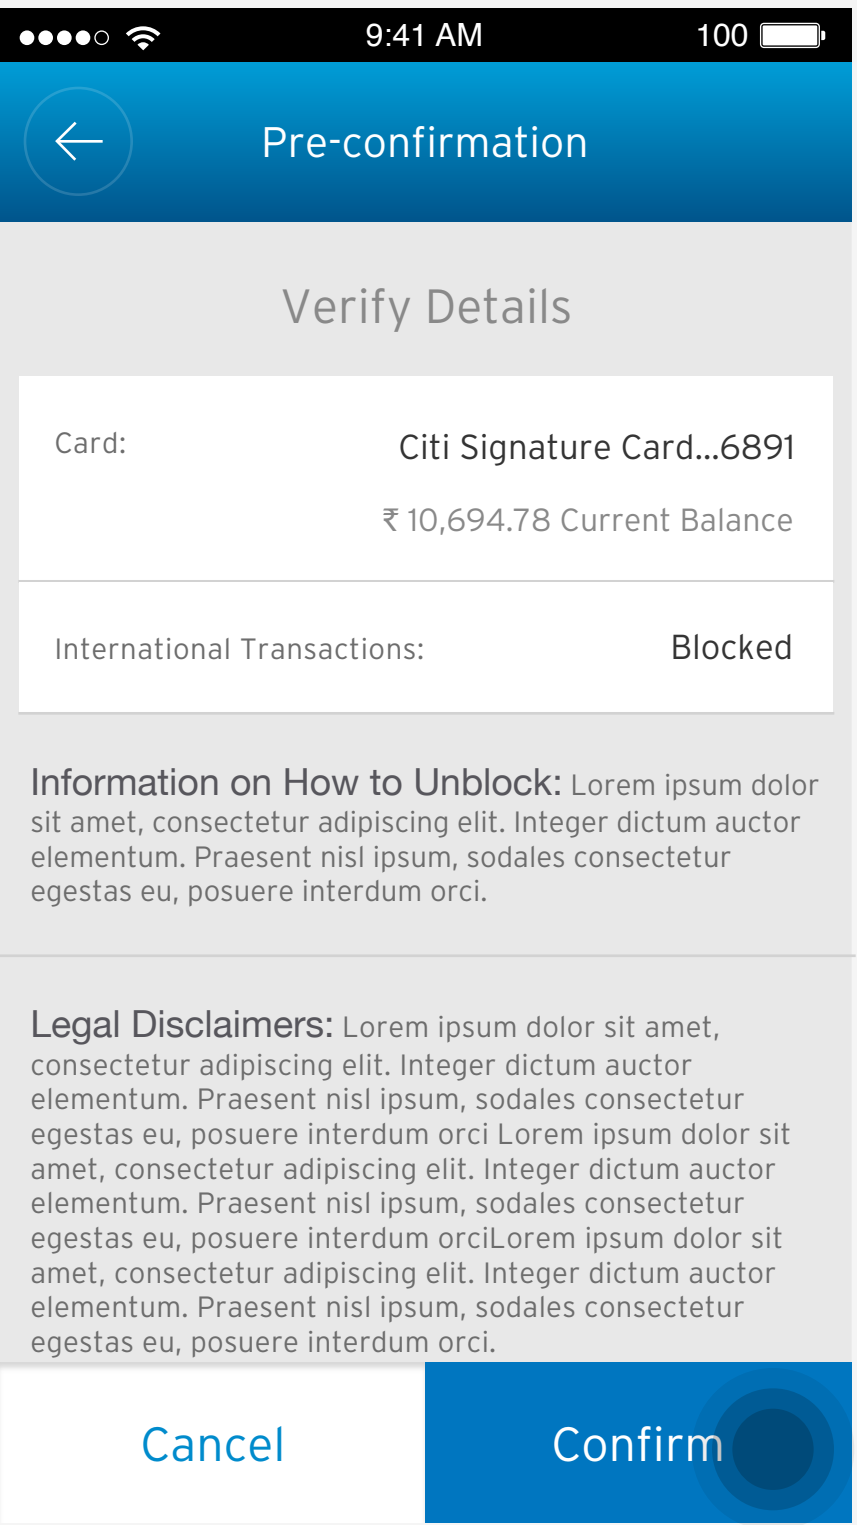 9:41 AM
100
Pre-confirmation
Verify Details
Card:
Citi Signature Card...6891
₹ 10,694.78 Current Balance
International Transactions:
Blocked
Information on How to Unblock: Lorem ipsum dolor
sit amet, consectetur adipiscing elit. Integer dictum auctor
elementum. Praesent nisl ipsum, sodales consectetur
egestas eu, posuere interdum orci.
Legal Disclaimers: Lorem ipsum dolor sit amet,
consectetur adipiscing elit. Integer dictum auctor
elementum. Praesent nisl ipsum, sodales consectetur
egestas eu, posuere interdum orci Lorem ipsum dolor sit
amet, consectetur adipiscing elit. Integer dictum auctor
elementum. Praesent nisl ipsum, sodales consectetur
egestas eu, posuere interdum orciLorem ipsum dolor sit
amet, consectetur adipiscing elit. Integer dictum auctor
elementum. Praesent nisl ipsum, sodales consectetur
egestas eu, posuere interdum orci.
Cancel
Confirm